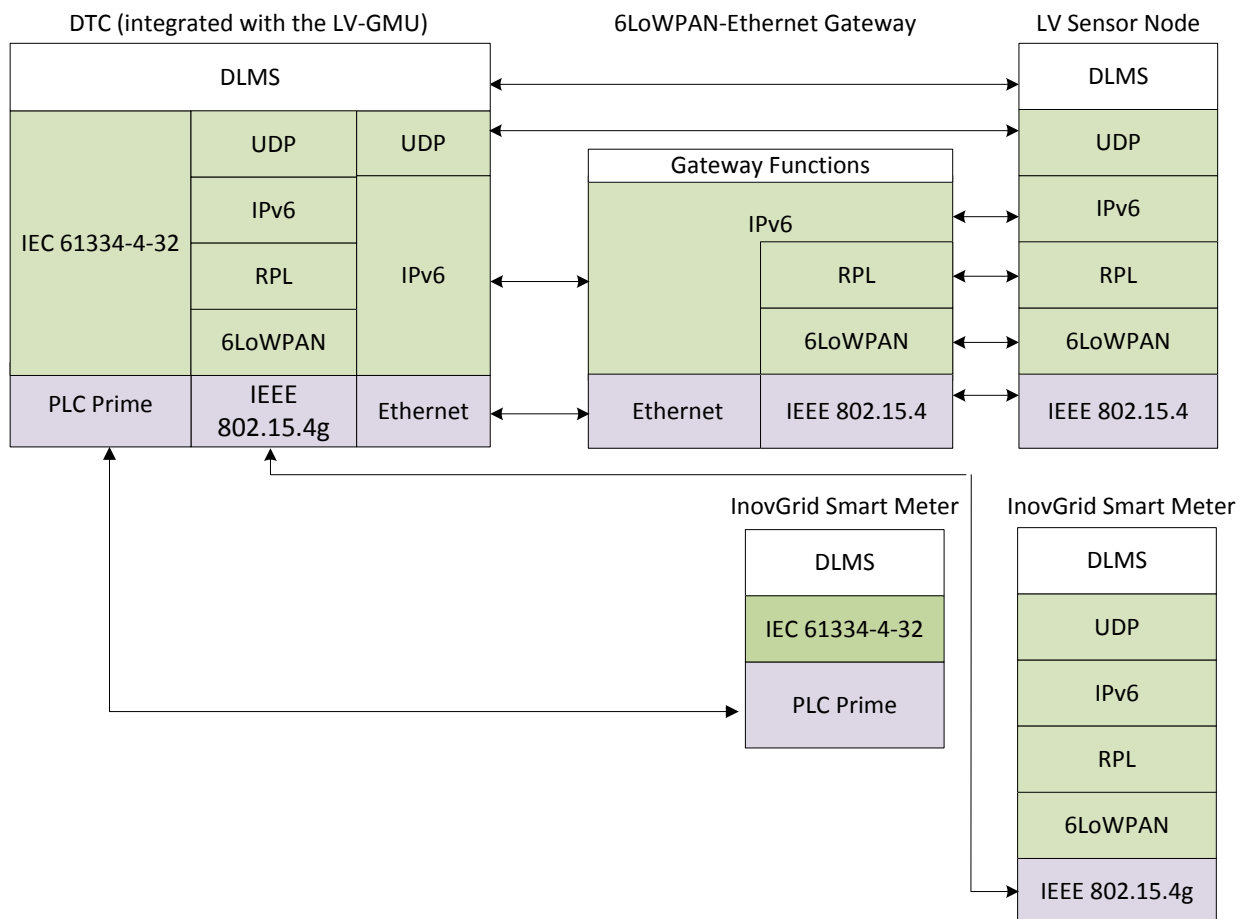 DTC (integrated with the LV-GMU)
6LoWPAN-Ethernet Gateway
LV Sensor Node
DLMS
IEC 61334-4-32
UDP
IPv6
RPL
6LoWPAN
UDP
IPv6
PLC Prime
IEEE
802.15.4g
Ethernet
Gateway Functions
IPv6
RPL
6LoWPAN
Ethernet
IEEE 802.15.4
DLMS
UDP
IPv6
RPL
6LoWPAN
IEEE 802.15.4
InovGrid Smart Meter
DLMS
IEC 61334-4-32
PLC Prime
InovGrid Smart Meter
DLMS
UDP
IPv6
RPL
6LoWPAN
IEEE 802.15.4g